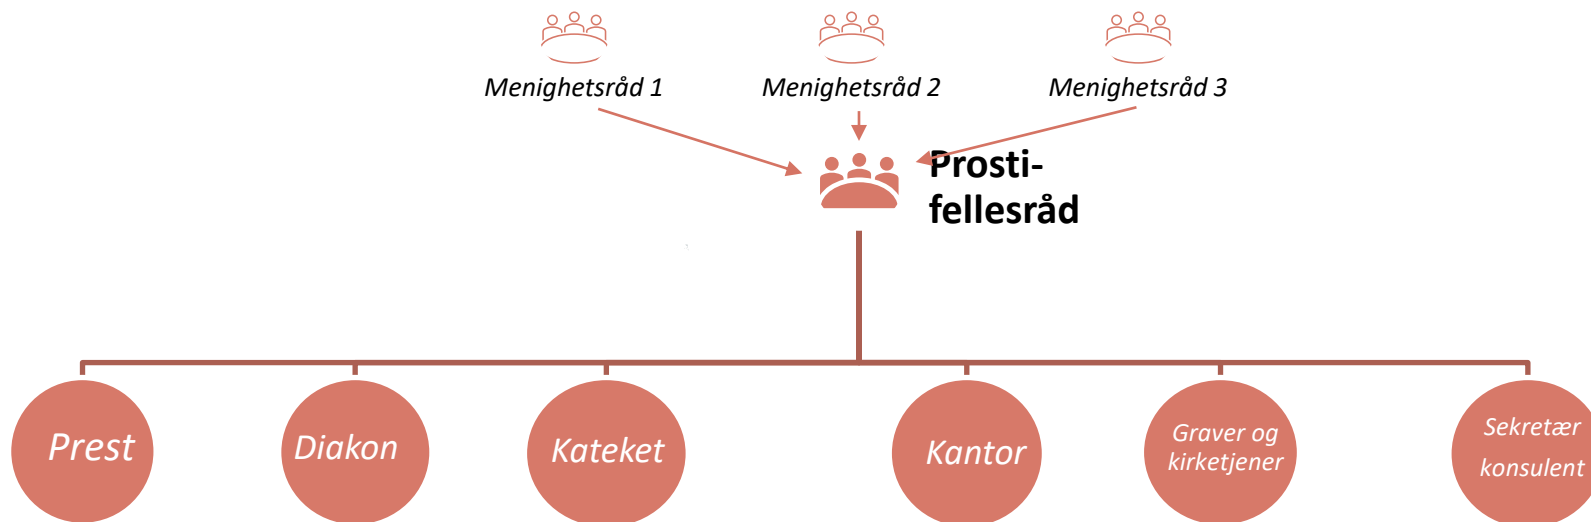 Menighetsråd 1
Menighetsråd 2
Menighetsråd 3
Prosti-
fellesråd
Prest
Diakon
Kateket
Kantor
Graver og
kirketjener
Sekretær
konsulent